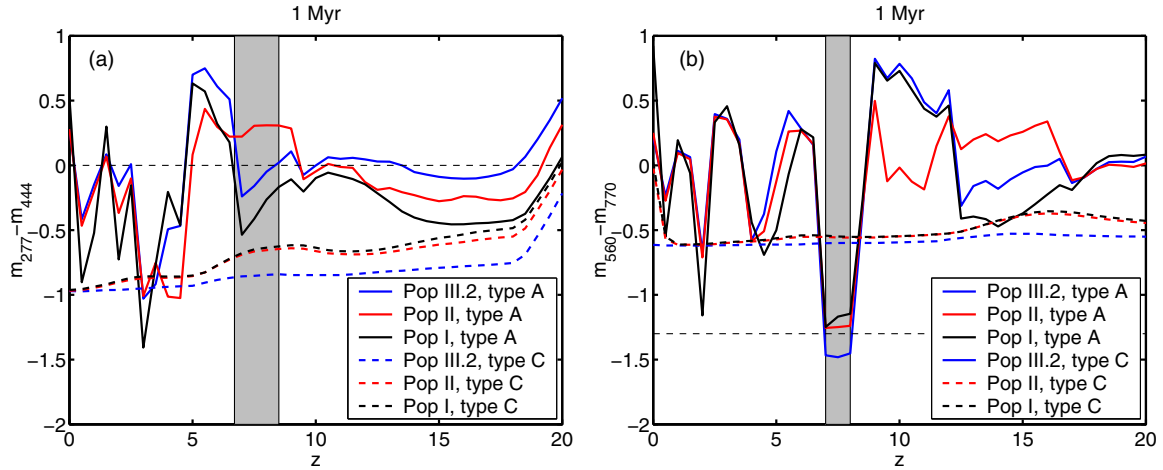 1 Myr
(a)
1
0.5
0
−0.5
−1
−1.5
−2
m277−m444
0 5 10 15 20
z
Pop III.2, type A
Pop II, type A
Pop I, type A
Pop III.2, type C
Pop II, type C
Pop I, type C
1 Myr
(b)
1
0.5
0
−0.5
−1
−1.5
−2
m560−m770
0 5 10 15 20
z
Pop III.2, type A
Pop II, type A
Pop I, type A
Pop III.2, type C
Pop II, type C
Pop I, type C